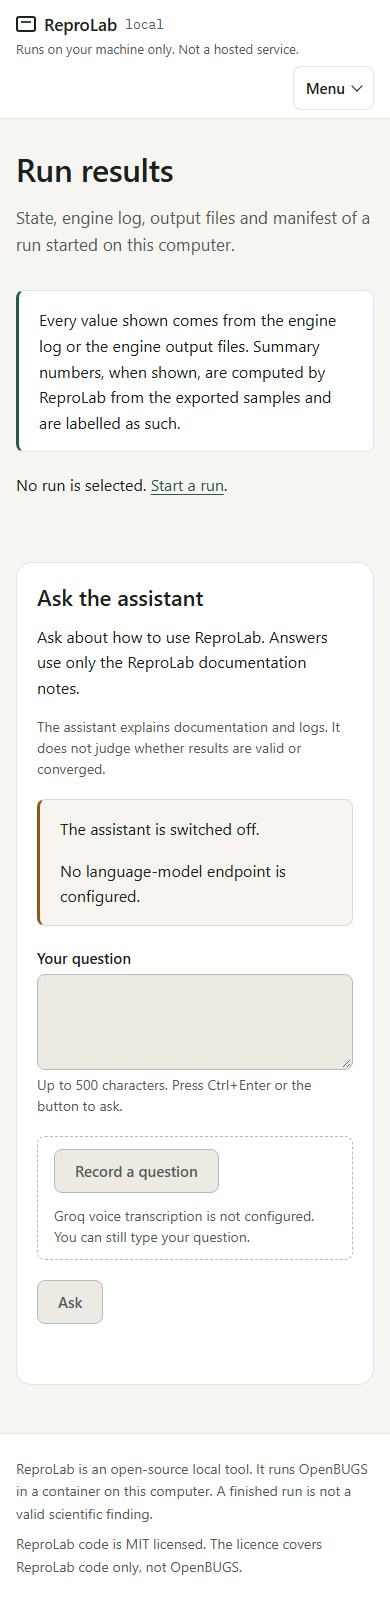 ReproLab local
Runs on your machine only. Not a hosted service.
Menu
Run results
State, engine log, output files and manifest of a
run started on this computer.
Every value shown comes from the engine
log or the engine output files. Summary
numbers, when shown, are computed by
ReproLab from the exported samples and
are labelled as such.
No run is selected. Start a run.
Ask the assistant
Ask about how to use ReproLab. Answers
use only the ReproLab documentation
notes.
The assistant explains documentation and logs. It
does not judge whether results are valid or
converged.
The assistant is switched off.
No language-model endpoint is
configured.
Your question
Up to 500 characters. Press Ctrl+Enter or the
button to ask.
Record a question
Groq voice transcription is not configured.
You can still type your question.
Ask
ReproLab is an open-source local tool. It runs OpenBUGS
in a container on this computer. A finished run is not a
valid scientific finding.
ReproLab code is MIT licensed. The licence covers
ReproLab code only, not OpenBUGS.